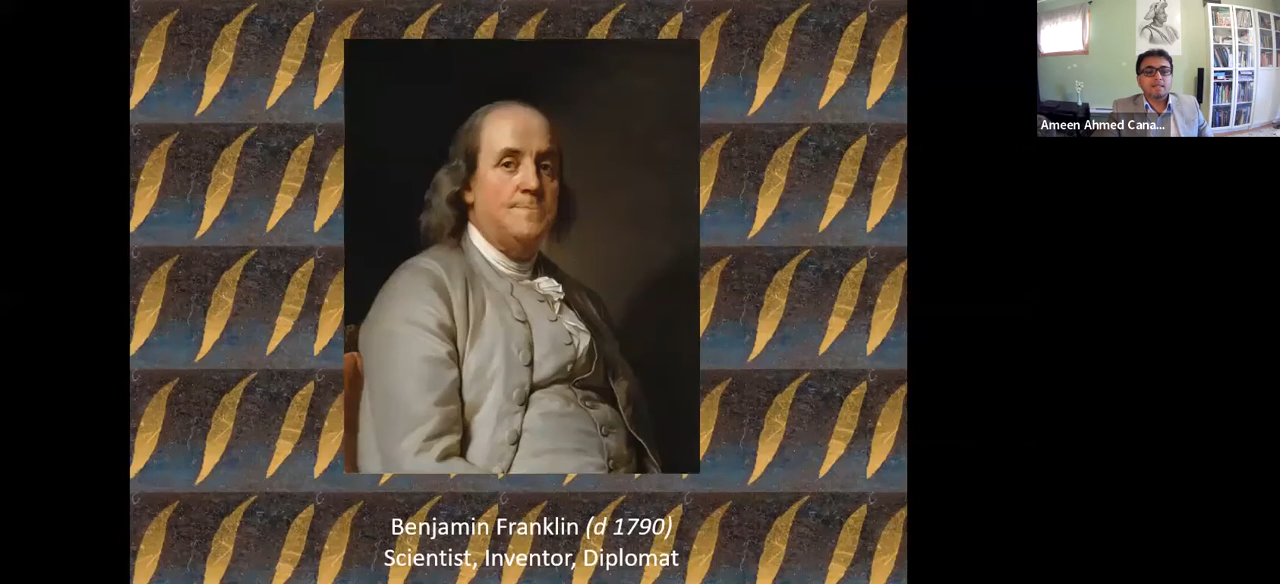 Ameen Ahmed Cana...
Benjamin Franklin (d 1790)
Scientist, Inventor, Diplomat